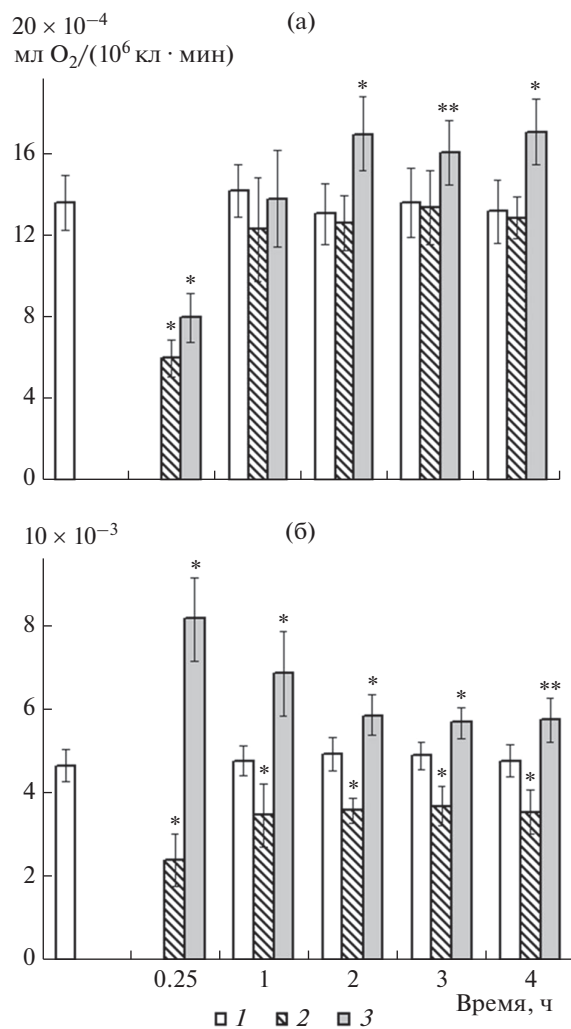 20 × 10⁻⁴ (а)
мл O₂/(10⁶ кл · мин)
* ** *
16
12
8 * *
4
0
10 × 10⁻³ (б)
*
8 *
* * **
6
4 * * * *
*
2
0
0.25 1 2 3 4
Время, ч
1 2 3